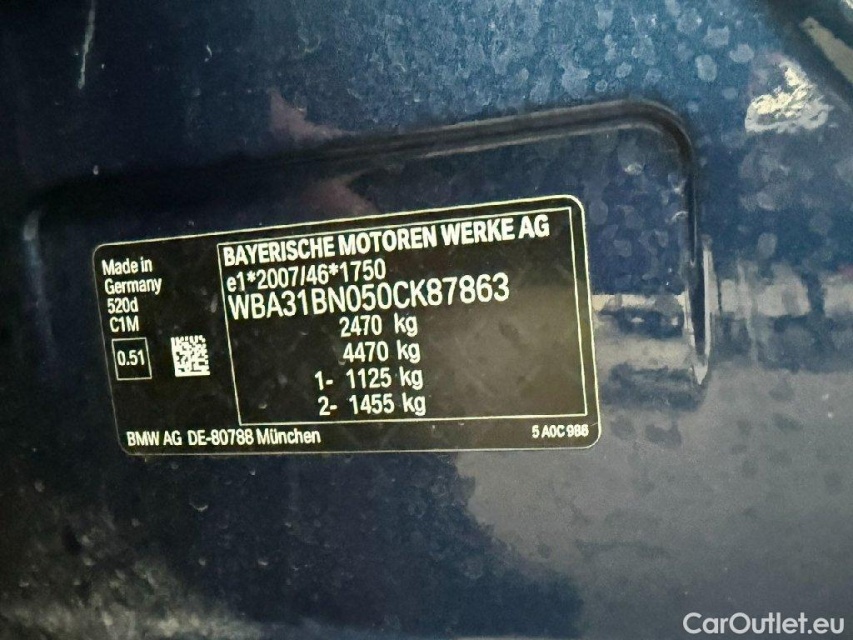 Made in
Germany
520d
C1M
0.51
BAYERISCHE MOTOREN WERKE AG
e1*2007/46*1750
WBA31BN050CK87863
2470 kg
4470 kg
1- 1125 kg
2- 1455 kg
BMW AG DE-80788 München
5 A0C 986
CarOutlet.eu